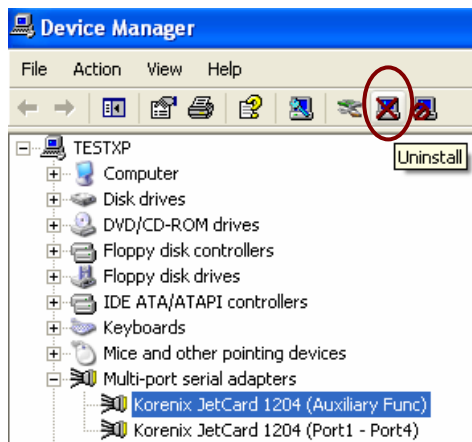 Device Manager
File Action View Help
Uninstall
TESTXP
Computer
Disk drives
DVD/CD-ROM drives
Floppy disk controllers
Floppy disk drives
IDE ATA/ATAPI controllers
Keyboards
Mice and other pointing devices
Multi-port serial adapters
Korenix JetCard 1204 (Auxiliary Func)
Korenix JetCard 1204 (Port1 - Port4)